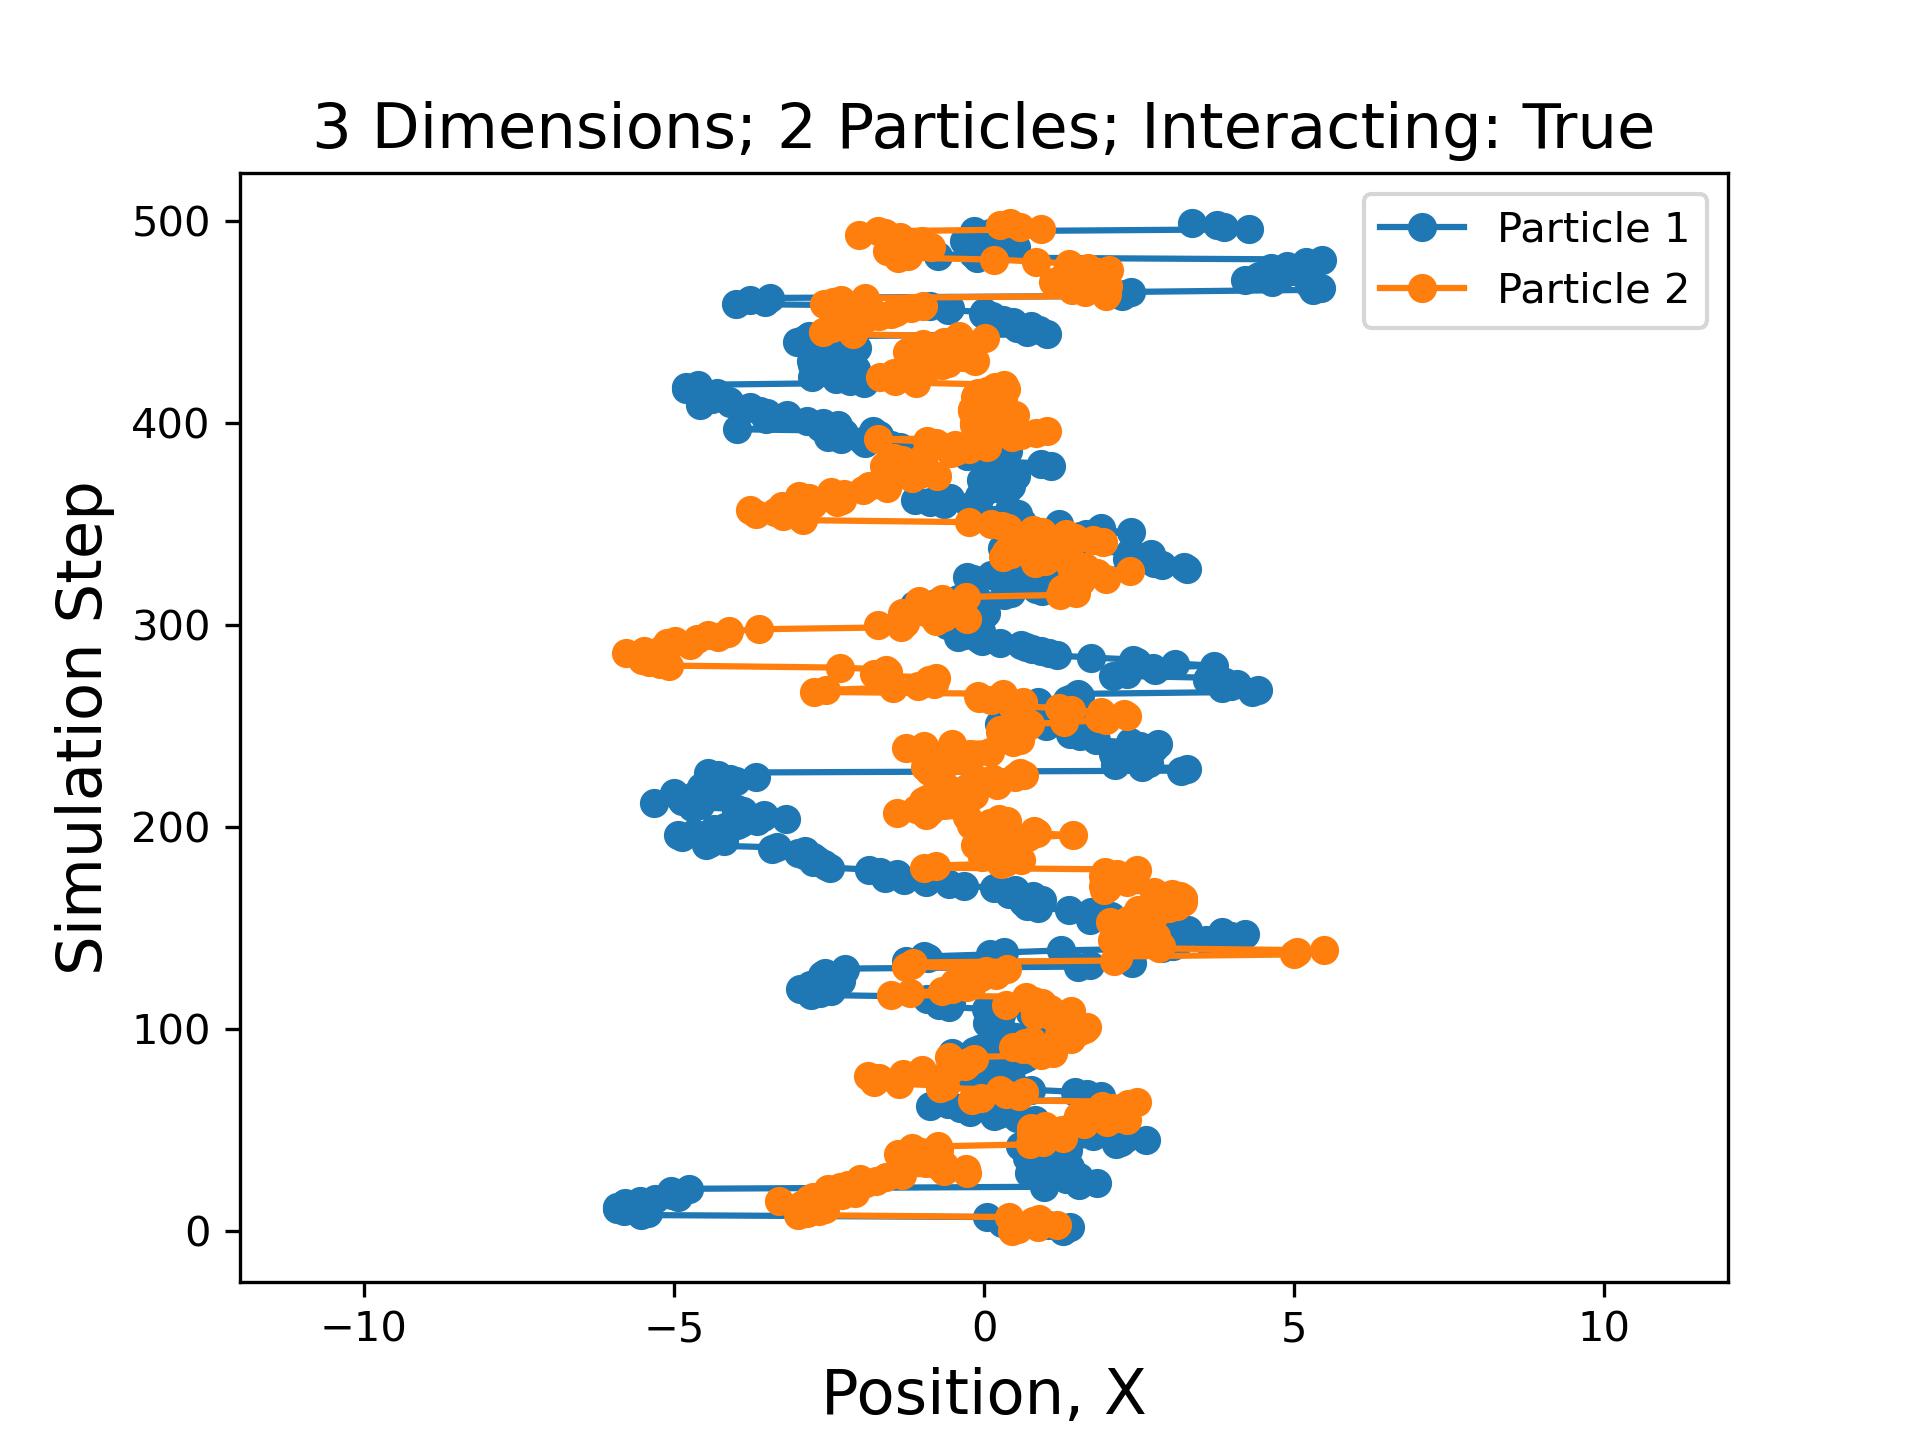 3 Dimensions; 2 Particles; Interacting: True
Particle 1
Particle 2
500
400
300
200
100
0
Simulation Step
−10
−5
0
5
10
Position, X